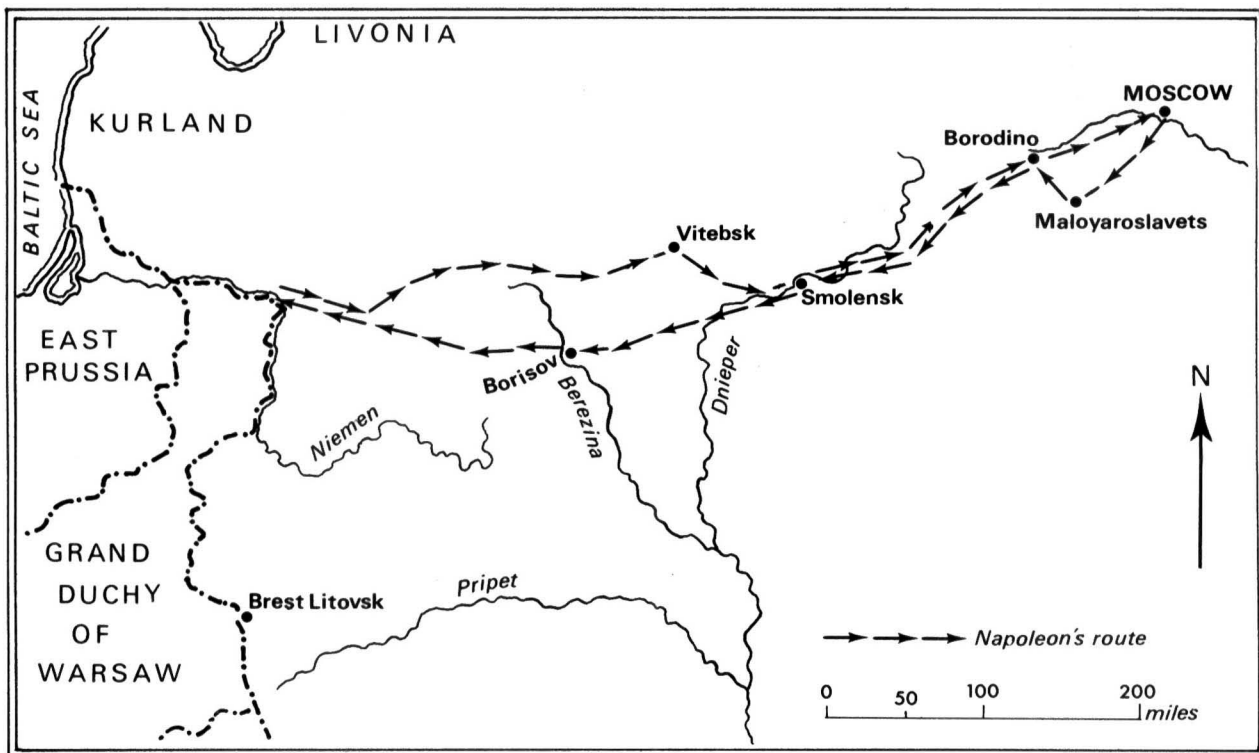 LIVONIA
BALTIC SEA
KURLAND
MOSCOW
Borodino
Maloyaroslavets
Vitebsk
Smolensk
EAST
PRUSSIA
Borisov
Berezina
Dnieper
N
Niemen
GRAND
DUCHY
OF
WARSAW
Brest Litovsk
Pripet
Napoleon's route
0 50 100 200
miles